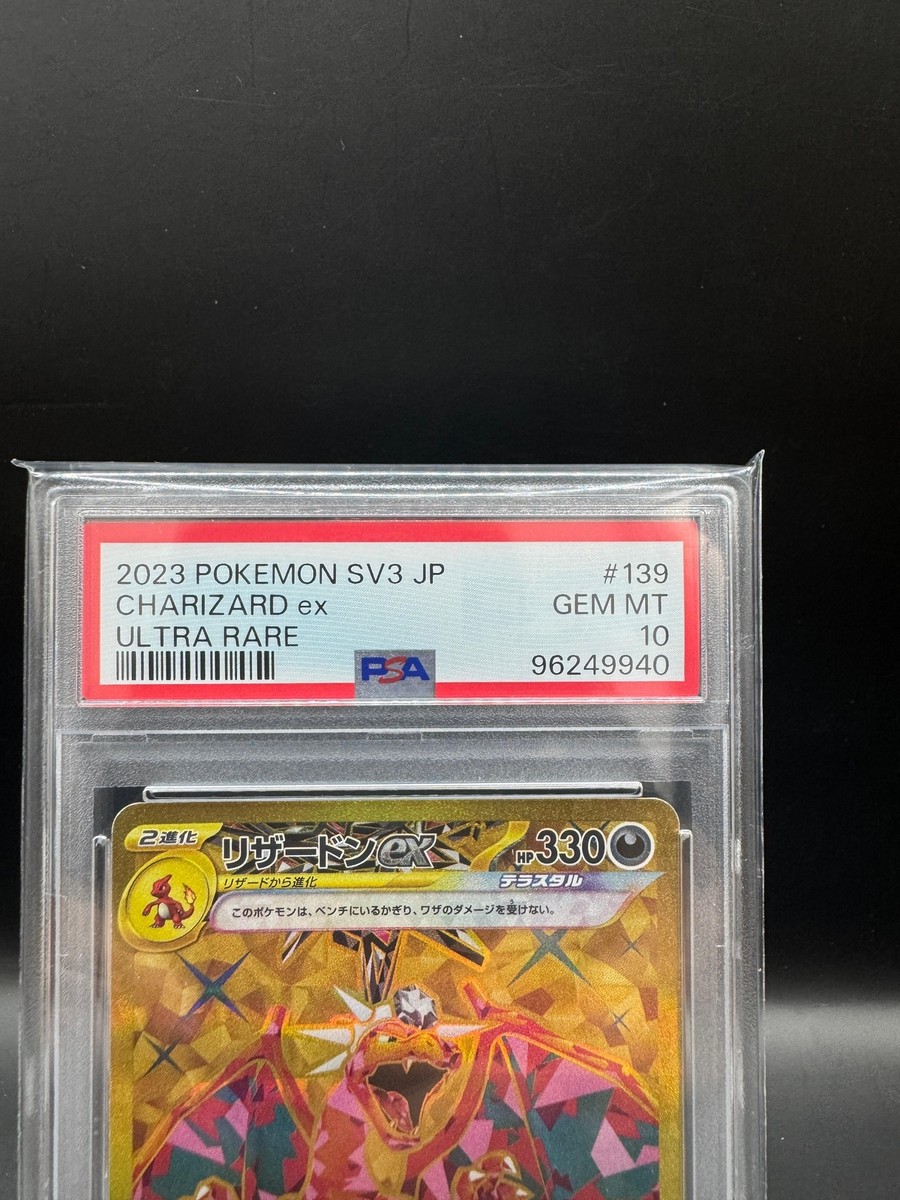 2023 POKEMON SV3 JP #139
CHARIZARD ex GEM MT
ULTRA RARE 10
PSA 96249940
2進化 リザードンex HP330
リザードから進化 テラスタル
このポケモンは、ベンチにいるかぎり、ワザのダメージを受けない。